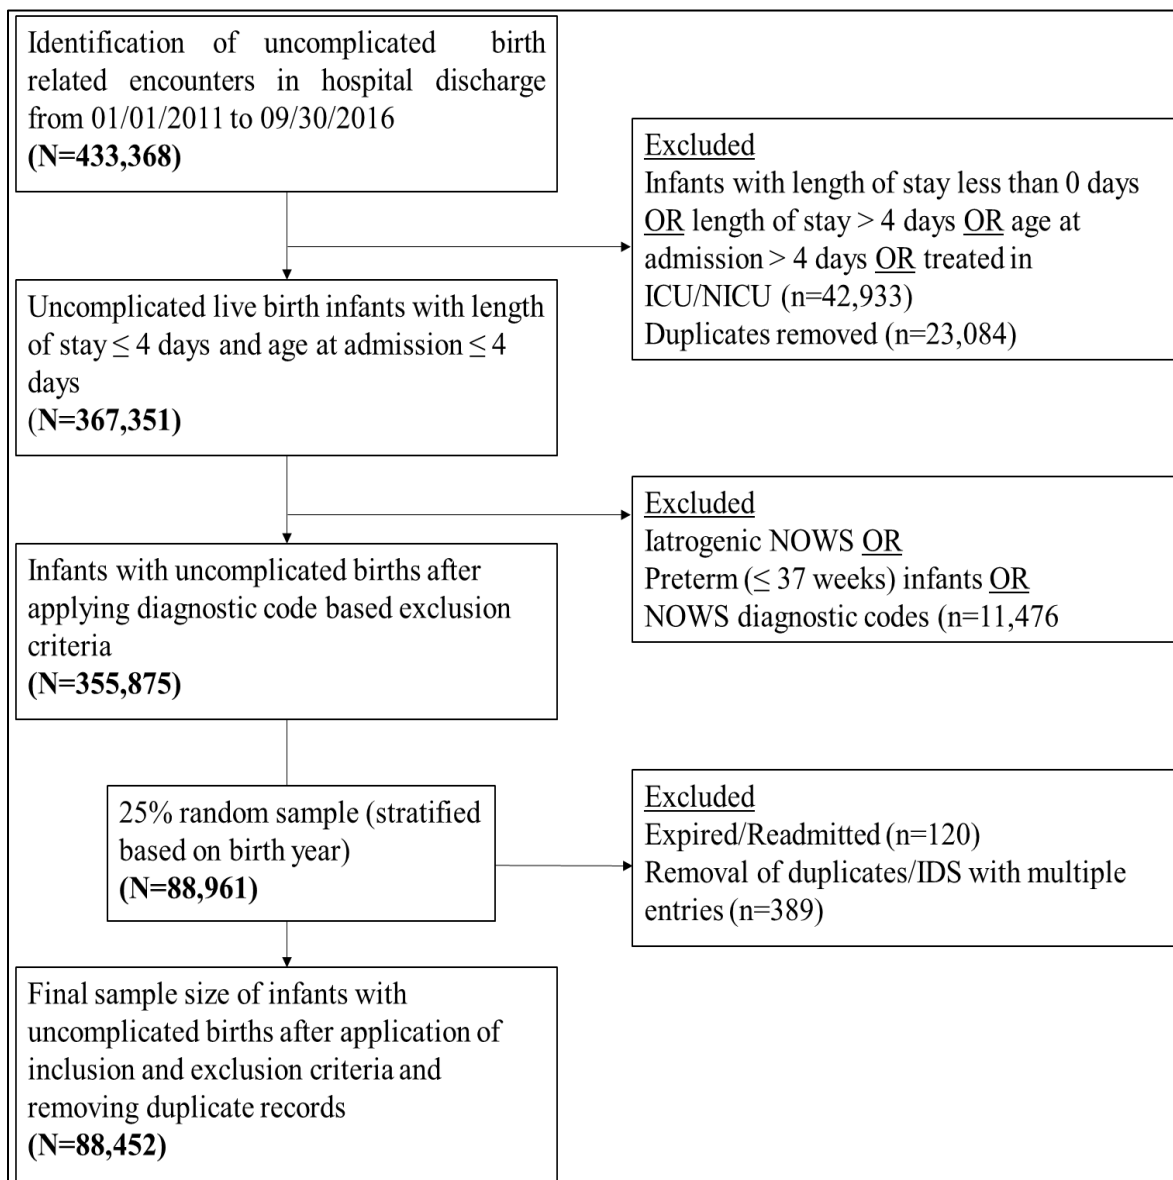 Identification of uncomplicated birth
related encounters in hospital discharge
from 01/01/2011 to 09/30/2016
(N=433,368)
Excluded
Infants with length of stay less than 0 days
OR length of stay > 4 days OR age at
admission > 4 days OR treated in
ICU/NICU (n=42,933)
Duplicates removed (n=23,084)
Uncomplicated live birth infants with length
of stay ≤ 4 days and age at admission ≤ 4
days
(N=367,351)
Excluded
Iatrogenic NOWS OR
Preterm (≤ 37 weeks) infants OR
NOWS diagnostic codes (n=11,476
Infants with uncomplicated births after
applying diagnostic code based exclusion
criteria
(N=355,875)
25% random sample (stratified
based on birth year)
(N=88,961)
Excluded
Expired/Readmitted (n=120)
Removal of duplicates/IDS with multiple
entries (n=389)
Final sample size of infants with
uncomplicated births after application of
inclusion and exclusion criteria and
removing duplicate records
(N=88,452)